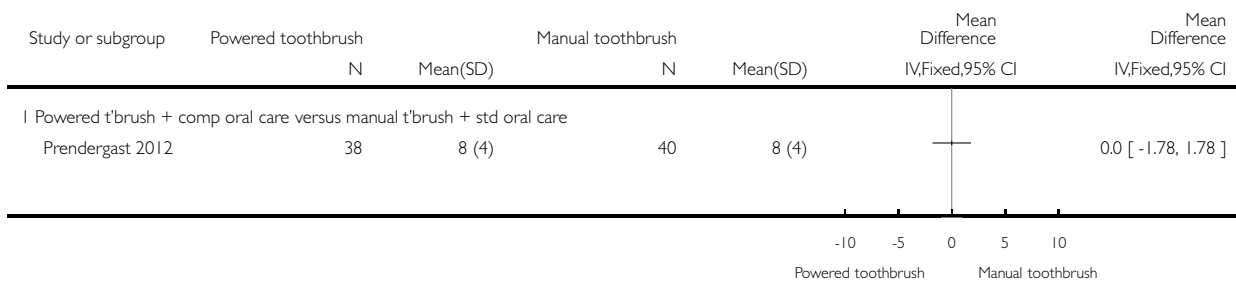 Study or subgroup Powered toothbrush Manual toothbrush Mean Difference Mean Difference
N Mean(SD) N Mean(SD) IV,Fixed,95% CI IV,Fixed,95% CI
1 Powered t'brush + comp oral care versus manual t'brush + std oral care
Prendergast 2012 38 8 (4) 40 8 (4) 0.0 [ -1.78, 1.78 ]
-10 -5 0 5 10
Powered toothbrush Manual toothbrush